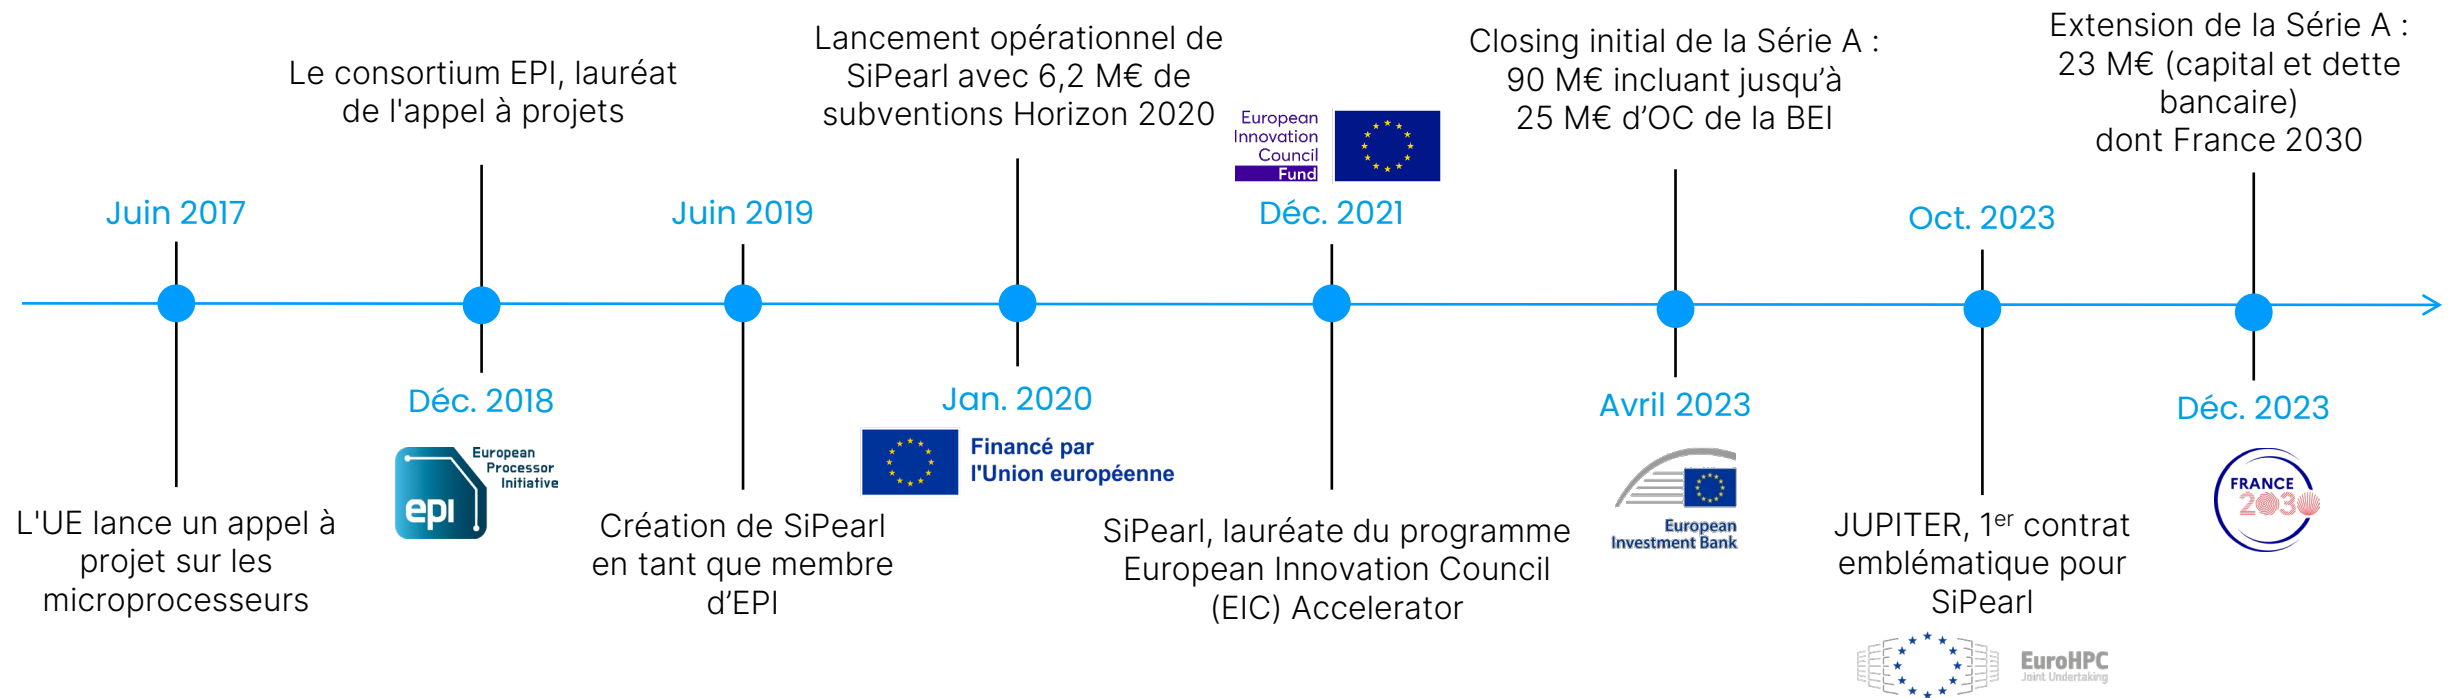 Juin 2017
L'UE lance un appel à
projet sur les
microprocesseurs
Le consortium EPI, lauréat
de l'appel à projets
Déc. 2018
European
Processor
Initiative
epi
Juin 2019
Création de SiPearl
en tant que membre
d’EPI
Lancement opérationnel de
SiPearl avec 6,2 M€ de
subventions Horizon 2020
Jan. 2020
Financé par
l'Union européenne
European
Innovation
Council
Fund
Déc. 2021
SiPearl, lauréate du programme
European Innovation Council
(EIC) Accelerator
Closing initial de la Série A :
90 M€ incluant jusqu’à
25 M€ d’OC de la BEI
Avril 2023
European
Investment Bank
Oct. 2023
JUPITER, 1er contrat
emblématique pour
SiPearl
EuroHPC
Joint Undertaking
Extension de la Série A :
23 M€ (capital et dette
bancaire)
dont France 2030
Déc. 2023
FRANCE
2030